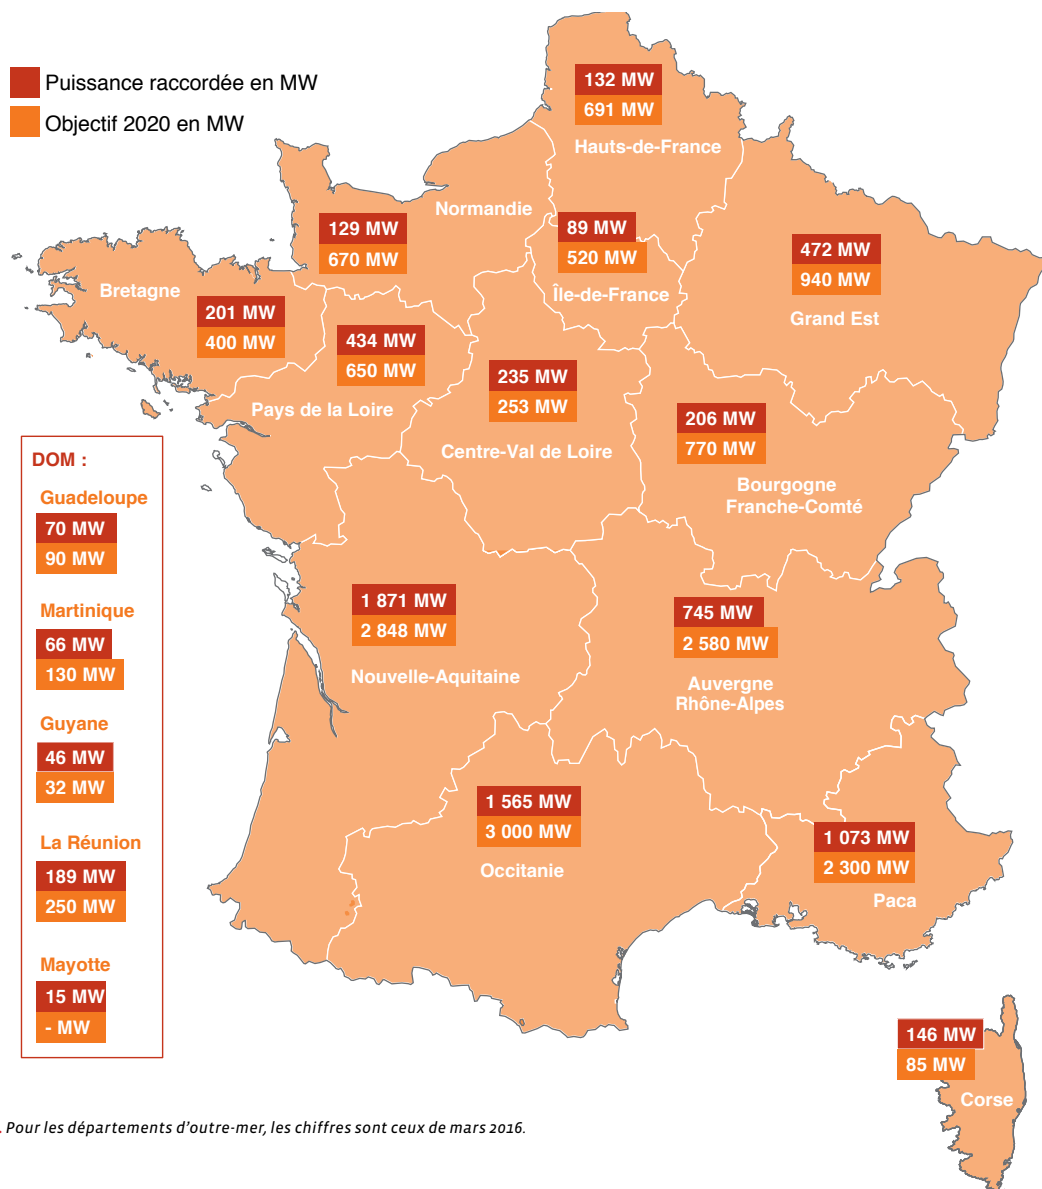 Puissance raccordée en MW
Objectif 2020 en MW
132 MW
691 MW
Hauts-de-France
Normandie
129 MW
670 MW
89 MW
520 MW
Île-de-France
472 MW
940 MW
Grand Est
Bretagne
201 MW
400 MW
434 MW
650 MW
Pays de la Loire
235 MW
253 MW
Centre-Val de Loire
206 MW
770 MW
Bourgogne
Franche-Comté
DOM :
Guadeloupe
70 MW
90 MW
Martinique
66 MW
130 MW
Guyane
46 MW
32 MW
La Réunion
189 MW
250 MW
Mayotte
15 MW
- MW
1 871 MW
2 848 MW
Nouvelle-Aquitaine
745 MW
2 580 MW
Auvergne
Rhône-Alpes
1 565 MW
3 000 MW
Occitanie
1 073 MW
2 300 MW
Paca
146 MW
85 MW
Corse
. Pour les départements d'outre-mer, les chiffres sont ceux de mars 2016.